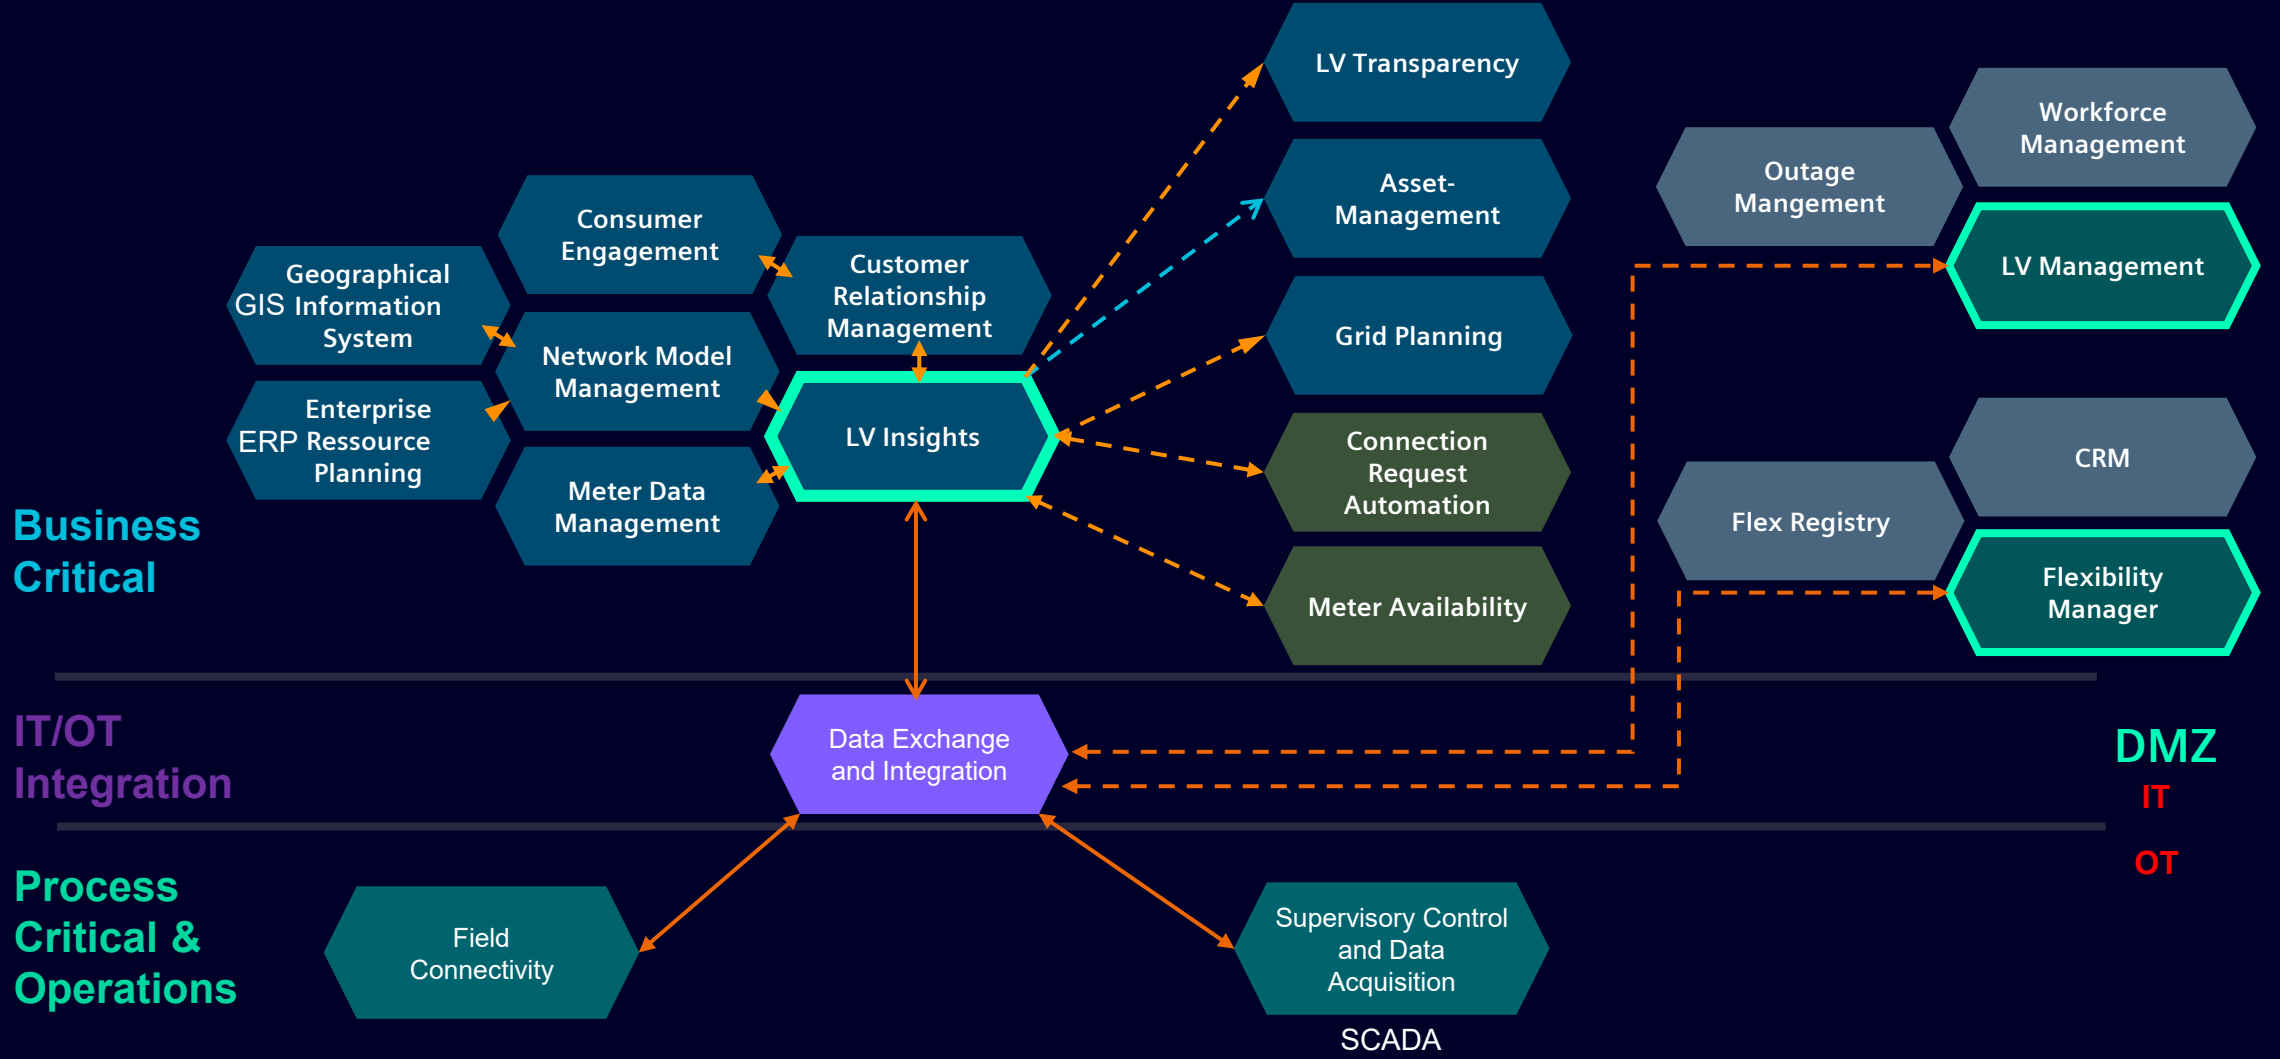 LV Transparency
Workforce
Management
Outage
Mangement
Asset-
Management
Consumer
Engagement
Customer
Relationship
Management
LV Management
Geographical
GIS Information
System
Grid Planning
Network Model
Management
Enterprise
ERP Ressource
Planning
LV Insights
Connection
Request
Automation
CRM
Meter Data
Management
Flex Registry
Business
Critical
Flexibility
Manager
Meter Availability
IT/OT
Integration
Data Exchange
and Integration
DMZ
IT
OT
Process
Critical &
Operations
Field
Connectivity
Supervisory Control
and Data
Acquisition
SCADA